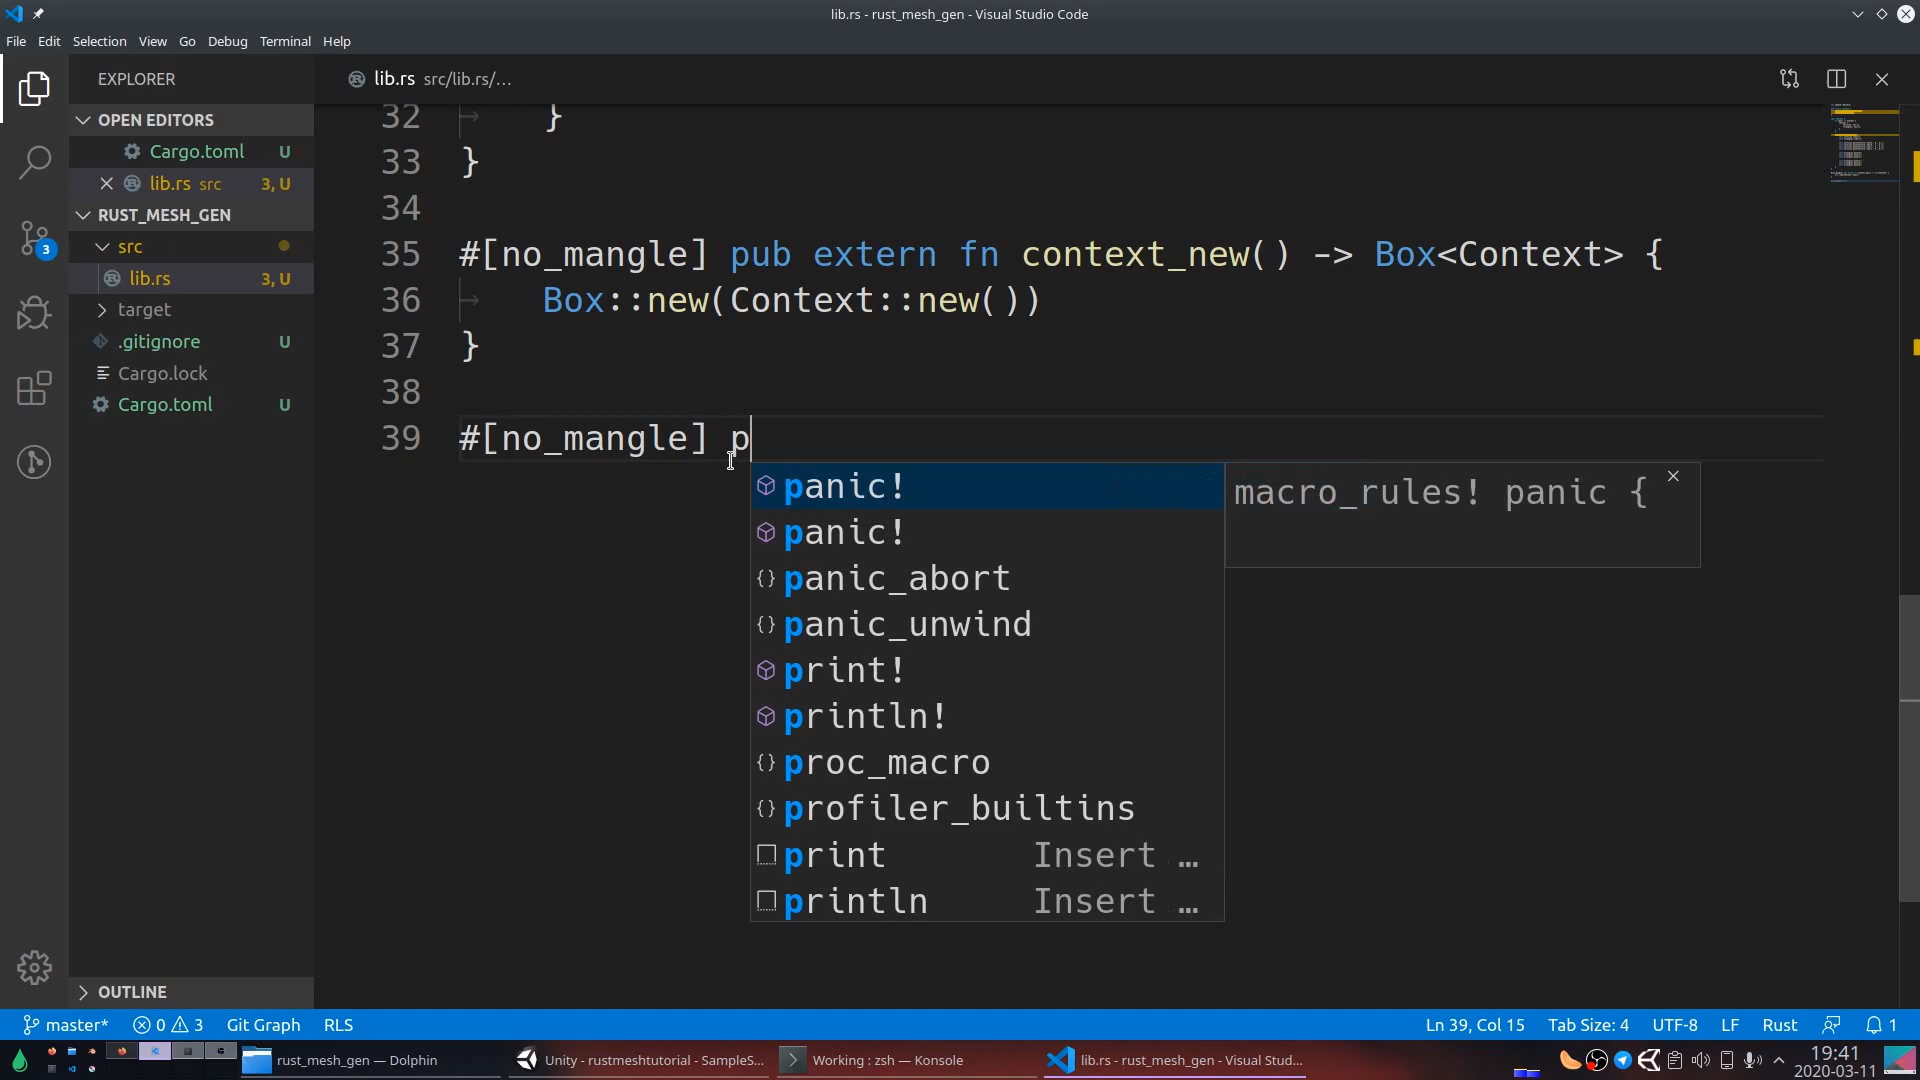 lib.rs - rust_mesh_gen - Visual Studio Code
File Edit Selection View Go Debug Terminal Help
EXPLORER
OPEN EDITORS
Cargo.toml U
lib.rs src 3, U
RUST_MESH_GEN
src
lib.rs 3, U
target
.gitignore U
Cargo.lock
Cargo.toml U
OUTLINE
3
lib.rs src/lib.rs/...
32 }
33 }
34
35 #[no_mangle] pub extern fn context_new() -> Box<Context> {
36 Box::new(Context::new())
37 }
38
39 #[no_mangle] p
panic!
panic!
panic_abort
panic_unwind
print!
println!
proc_macro
profiler_builtins
print Insert …
println Insert …
macro_rules! panic {
master* 0 3 Git Graph RLS Ln 39, Col 15 Tab Size: 4 UTF-8 LF Rust 1
rust_mesh_gen — Dolphin
Unity - rustmeshtutorial - SampleS...
Working : zsh — Konsole
lib.rs - rust_mesh_gen - Visual Stud...
19:41
2020-03-11